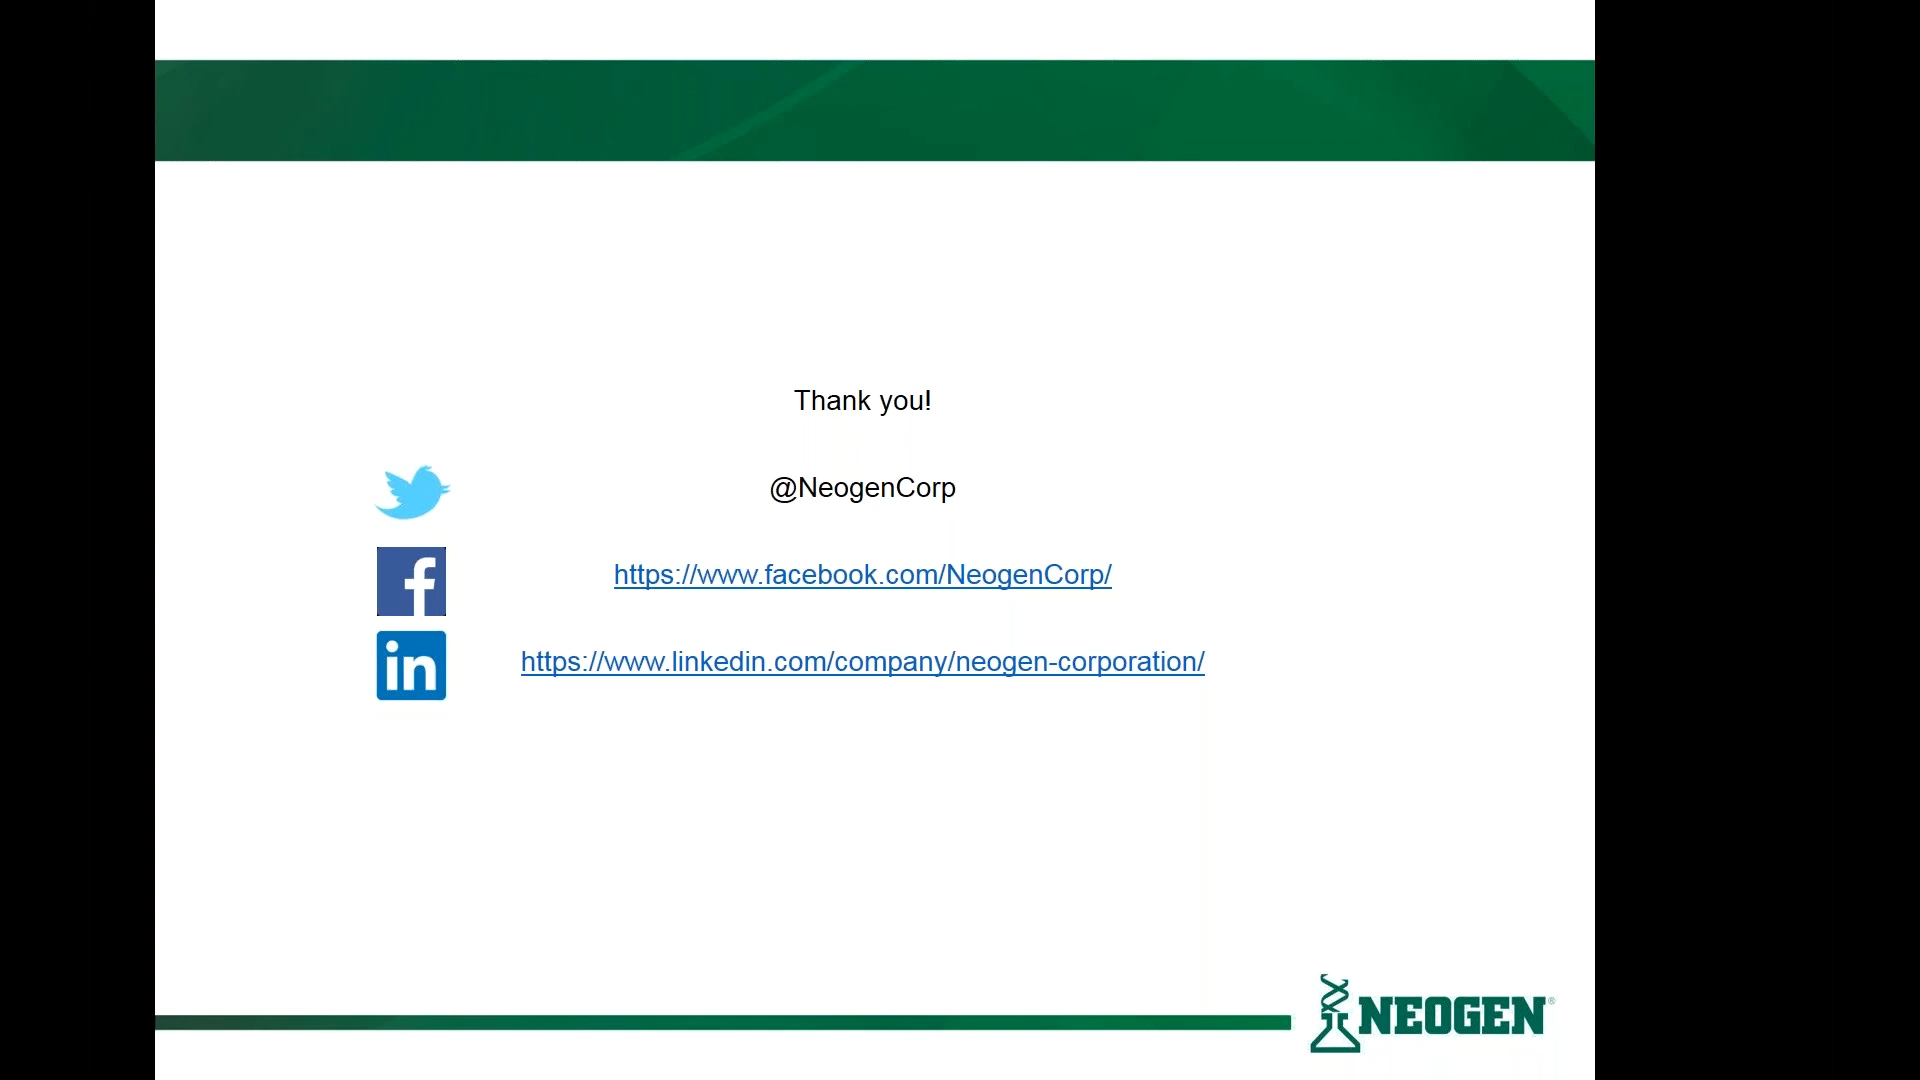 Thank you!
@NeogenCorp
https://www.facebook.com/NeogenCorp/
https://www.linkedin.com/company/neogen-corporation/
NEOGEN®